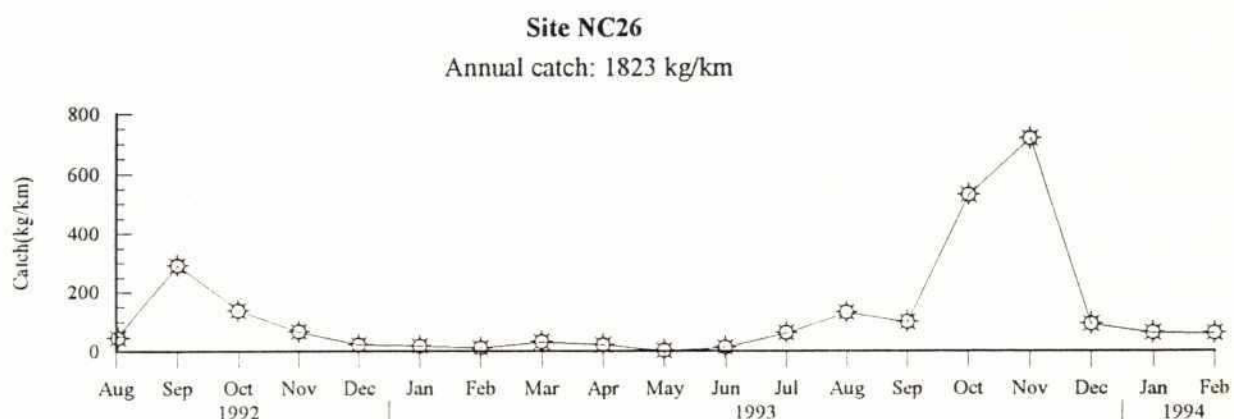 Site NC26
Annual catch: 1823 kg/km
800
600
400
200
0
Catch(kg/km)
Aug Sep Oct Nov Dec Jan Feb Mar Apr May Jun Jul Aug Sep Oct Nov Dec Jan Feb
1992 1993 1994